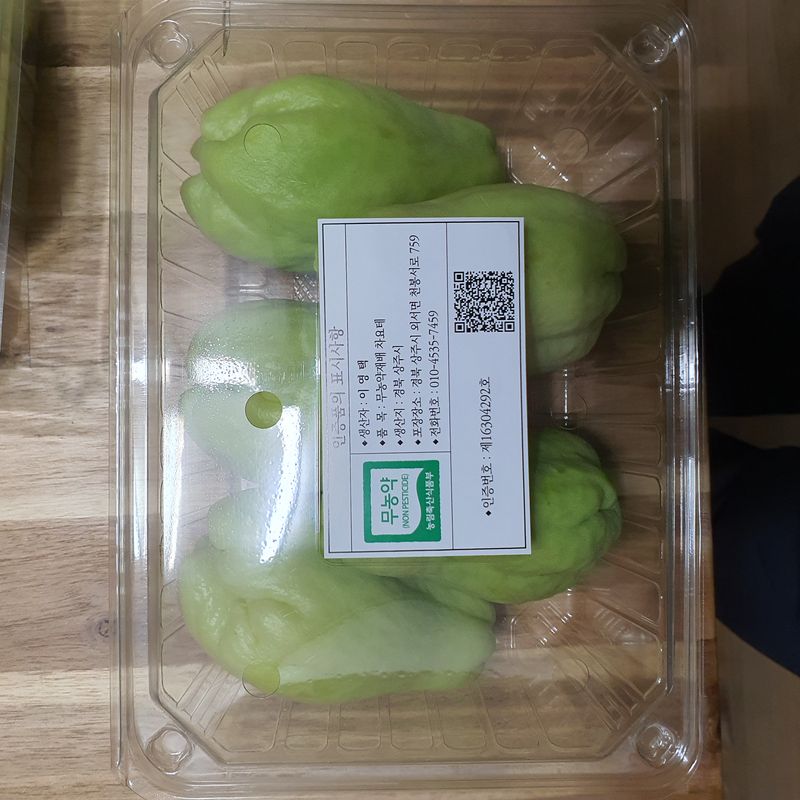 인증품의 표시사항
무농약
(NON PESTICIDE)
농림축산식품부
◆생산자 : 이 영 택
◆품 목 : 무농약재배 차요테
◆생산지 : 경북 상주시
◆포장장소 : 경북 상주시 외서면 천봉서로 759
◆전화번호 : 010-4535-7459
◆인증번호 : 제16304292호